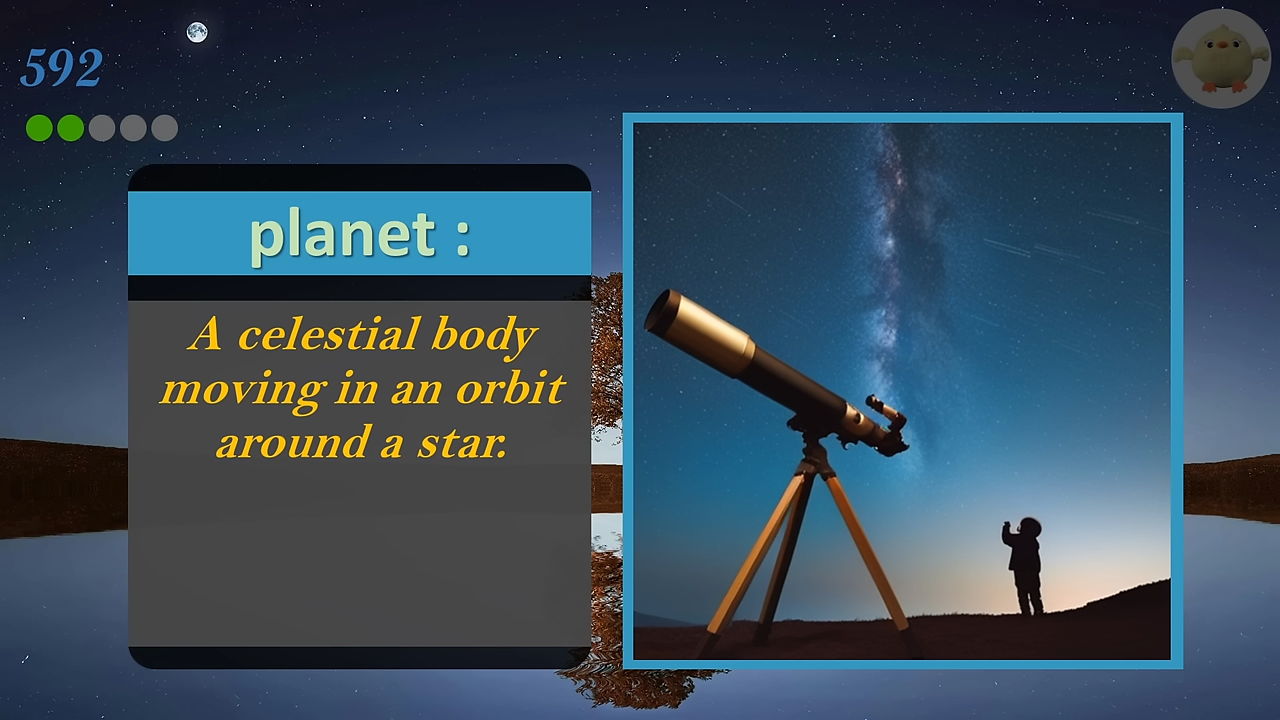 592
planet :
A celestial body
moving in an orbit
around a star.